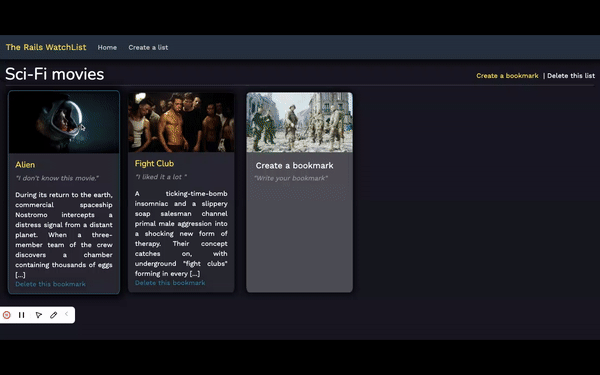 The Rails WatchList Home Create a list
Sci-Fi movies
Create a bookmark | Delete this list
Alien
"I don't know this movie."
During its return to the earth,
commercial spaceship
Nostromo intercepts a
distress signal from a distant
planet. When a three-
member team of the crew
discovers a chamber
containing thousands of eggs
[...]
Delete this bookmark
Fight Club
"I liked it a lot "
A ticking-time-bomb
insomniac and a slippery
soap salesman channel
primal male aggression into
a shocking new form of
therapy. Their concept
catches on, with
underground "fight clubs"
forming in every [...]
Delete this bookmark
Create a bookmark
"Write your bookmark"